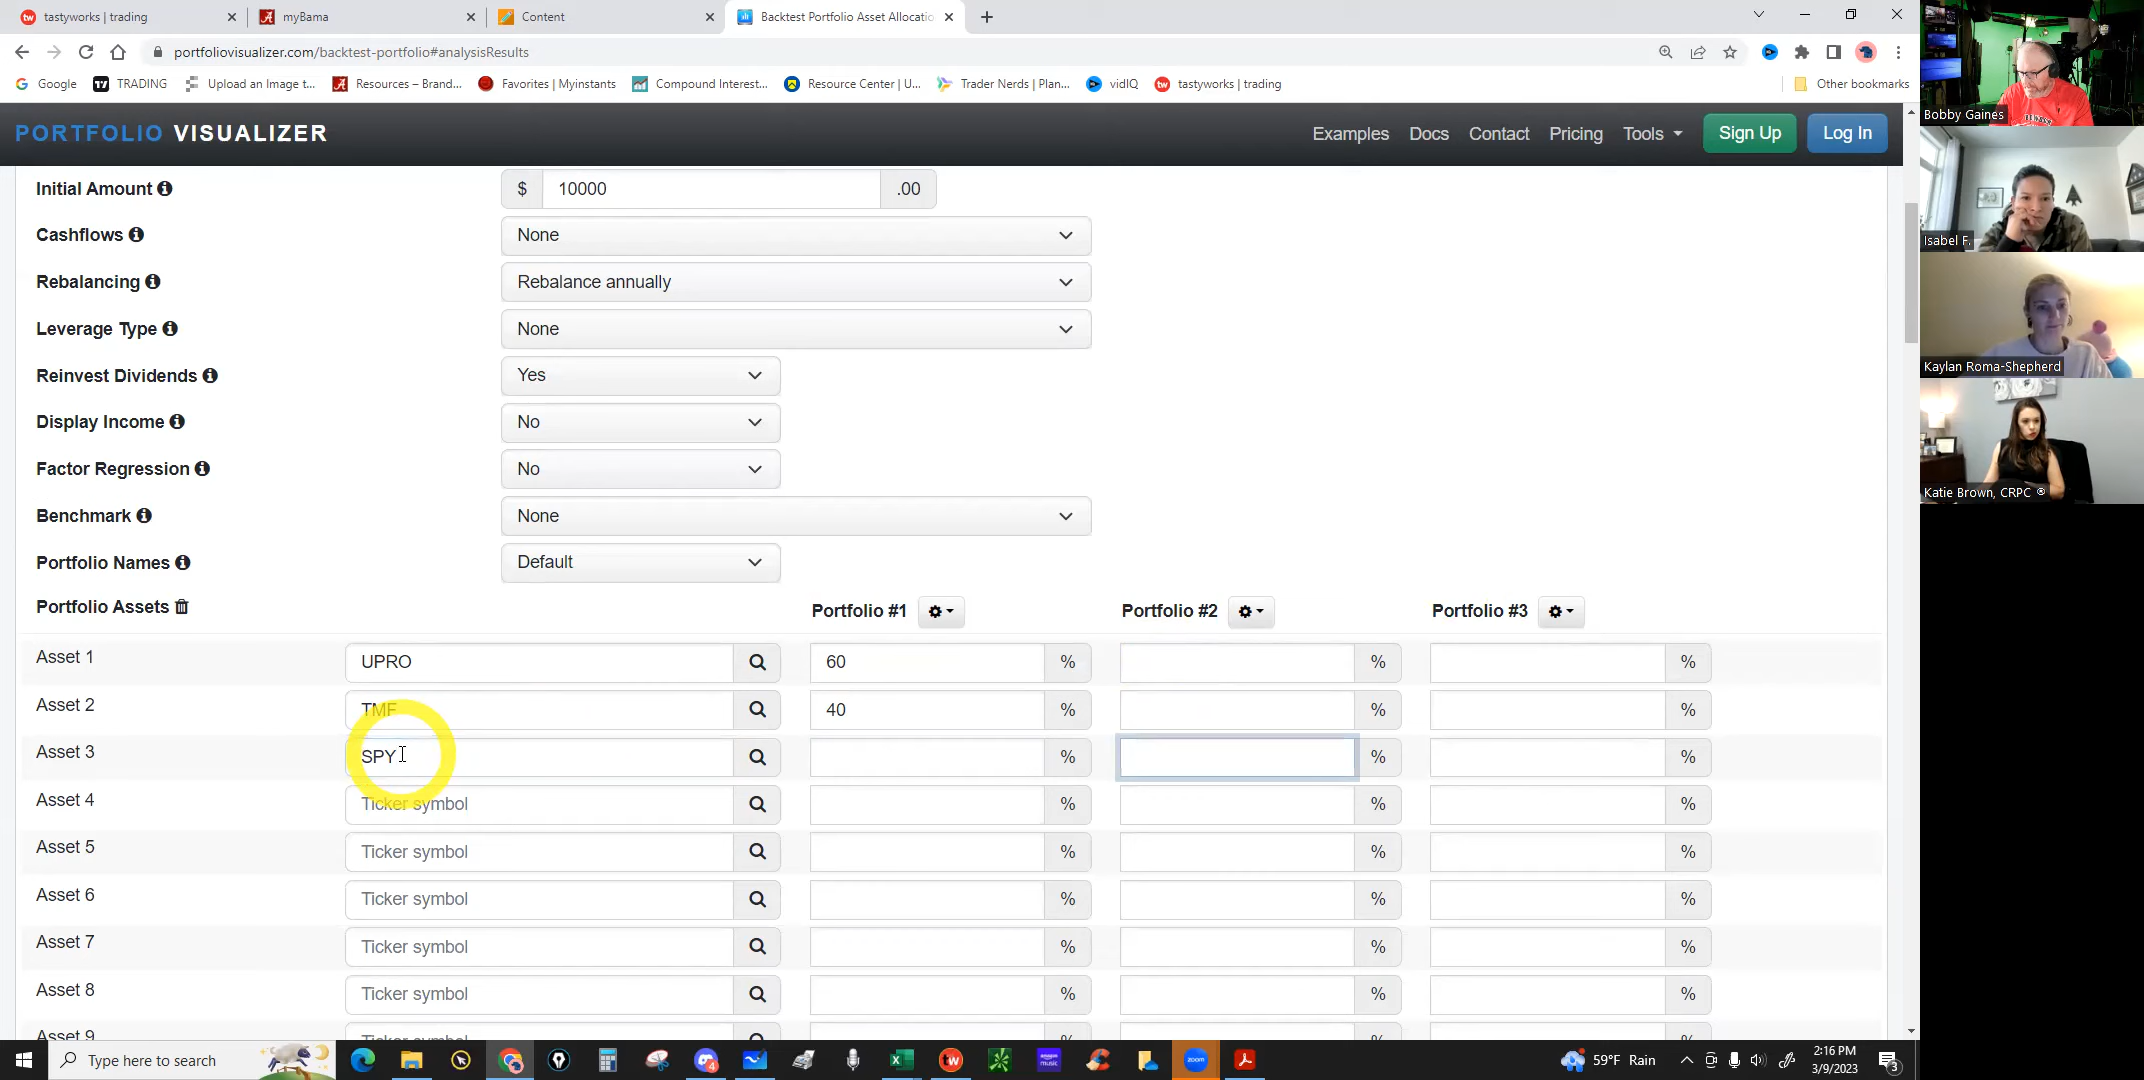 tastyworks | trading
myBama
Content
Backtest Portfolio Asset Allocatio
portfoliovisualizer.com/backtest-portfolio#analysisResults
Google
TRADING
Upload an Image t...
Resources – Brand...
Favorites | Myinstants
Compound Interest...
Resource Center | U...
Trader Nerds | Plan...
vidIQ
tastyworks | trading
Other bookmarks
PORTFOLIO VISUALIZER
Examples
Docs
Contact
Pricing
Tools
Sign Up
Log In
Initial Amount
$ 10000 .00
Cashflows
None
Rebalancing
Rebalance annually
Leverage Type
None
Reinvest Dividends
Yes
Display Income
No
Factor Regression
No
Benchmark
None
Portfolio Names
Default
Portfolio Assets
Portfolio #1
Portfolio #2
Portfolio #3
Asset 1 UPRO 60 % % %
Asset 2 TMF 40 % % %
Asset 3 SPY % % %
Asset 4 Ticker symbol % % %
Asset 5 Ticker symbol % % %
Asset 6 Ticker symbol % % %
Asset 7 Ticker symbol % % %
Asset 8 Ticker symbol % % %
Asset 9
Bobby Gaines
Isabel F.
Kaylan Roma-Shepherd
Katie Brown, CRPC ®
Type here to search
59°F Rain
2:16 PM
3/9/2023
3